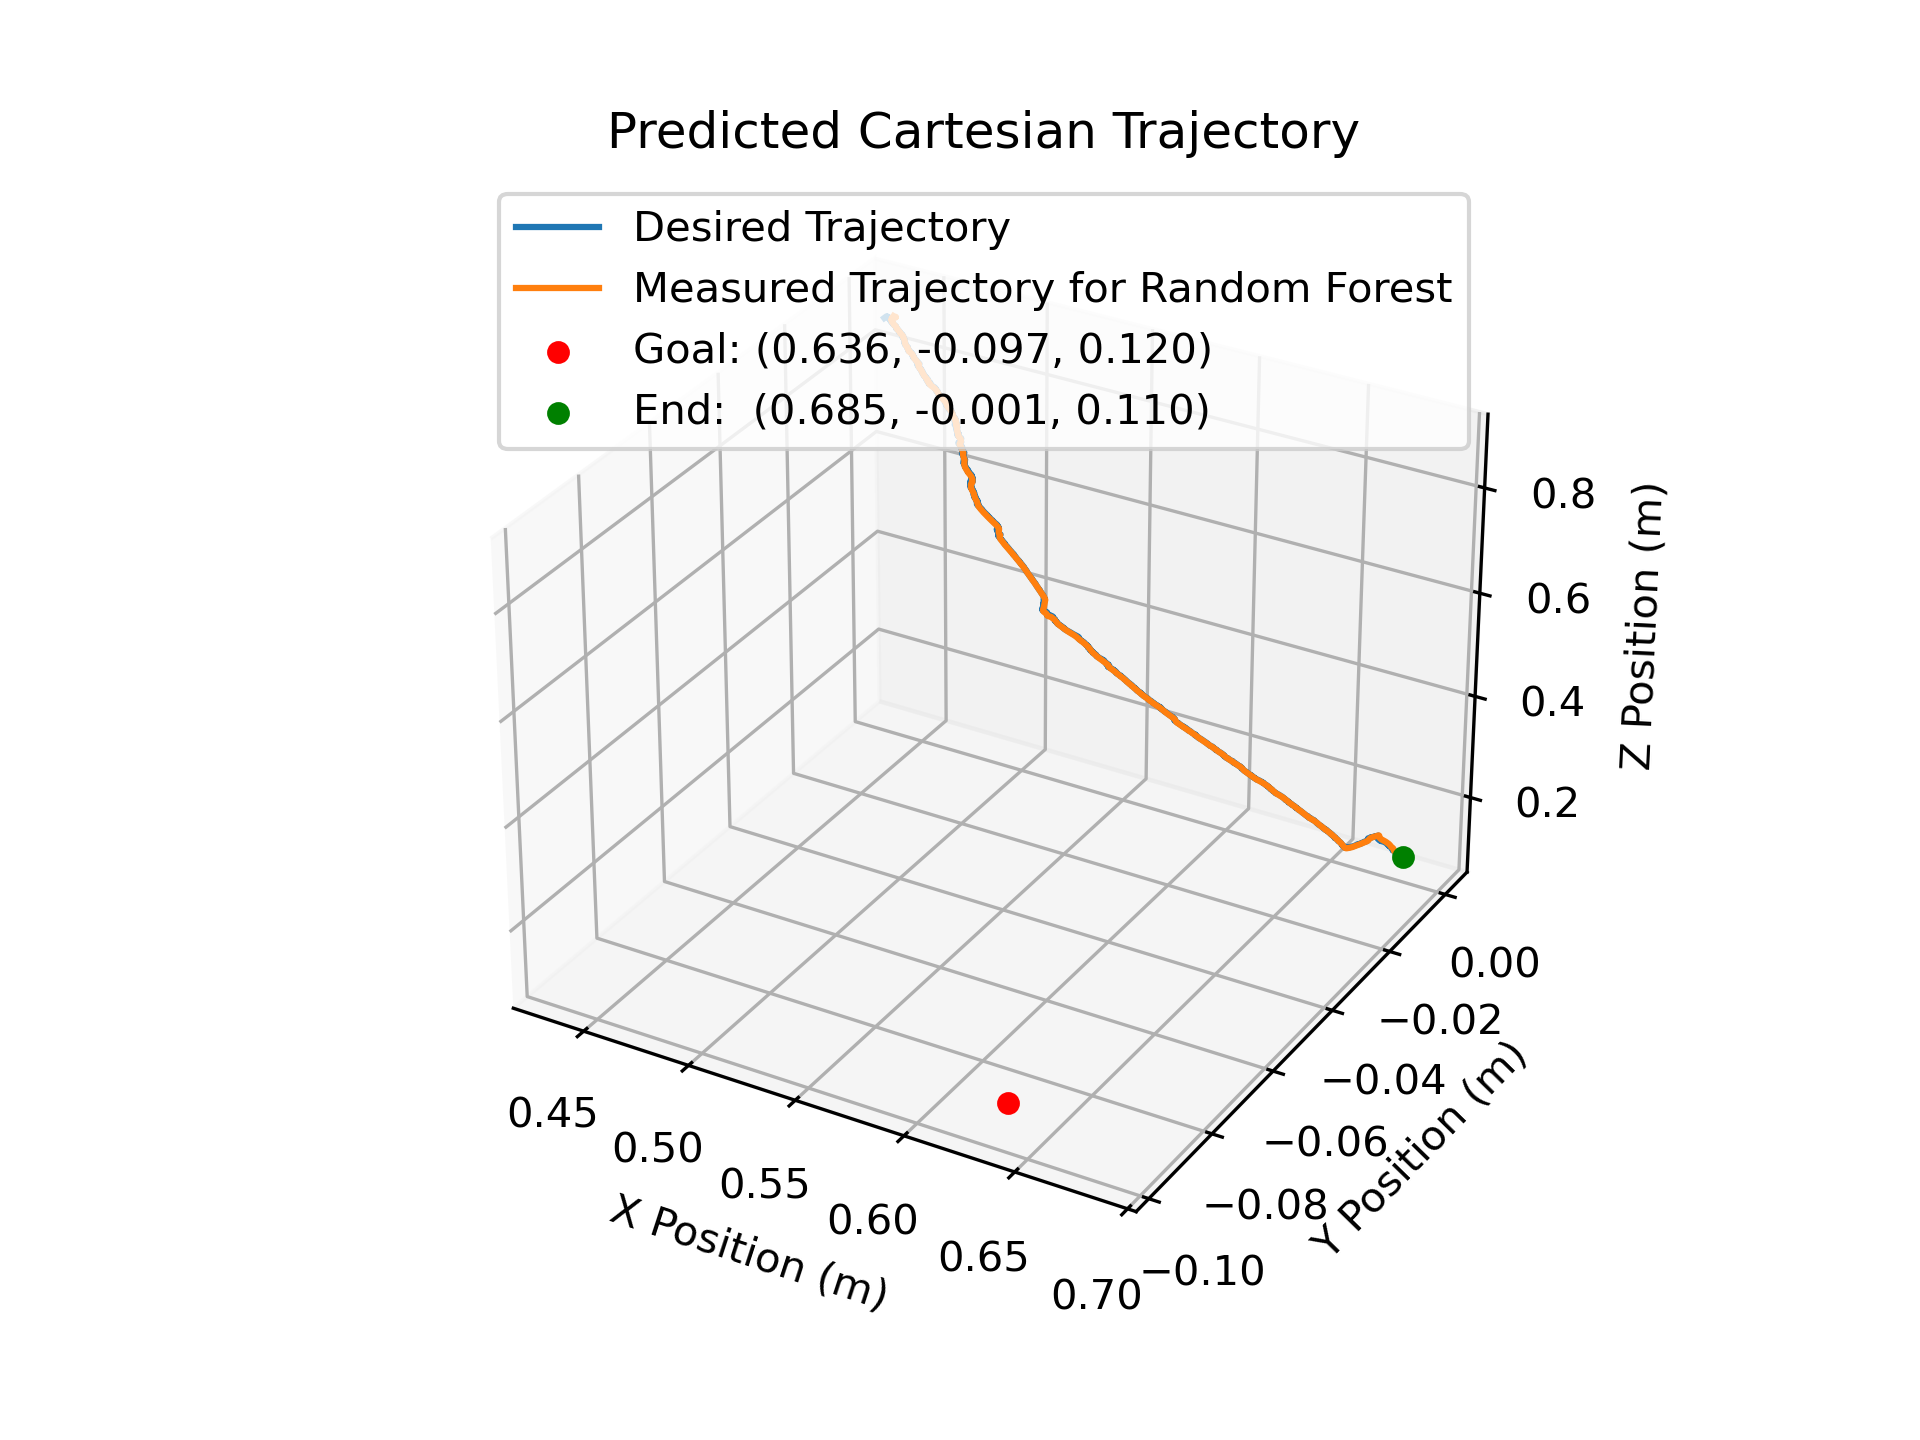 Predicted Cartesian Trajectory
Desired Trajectory
Measured Trajectory for Random Forest
Goal: (0.636, -0.097, 0.120)
End:  (0.685, -0.001, 0.110)
0.8
0.6
0.4
0.2
Z Position (m)
0.00
−0.02
−0.04
−0.06
−0.08
−0.10
Y Position (m)
0.45
0.50
0.55
0.60
0.65
0.70
X Position (m)